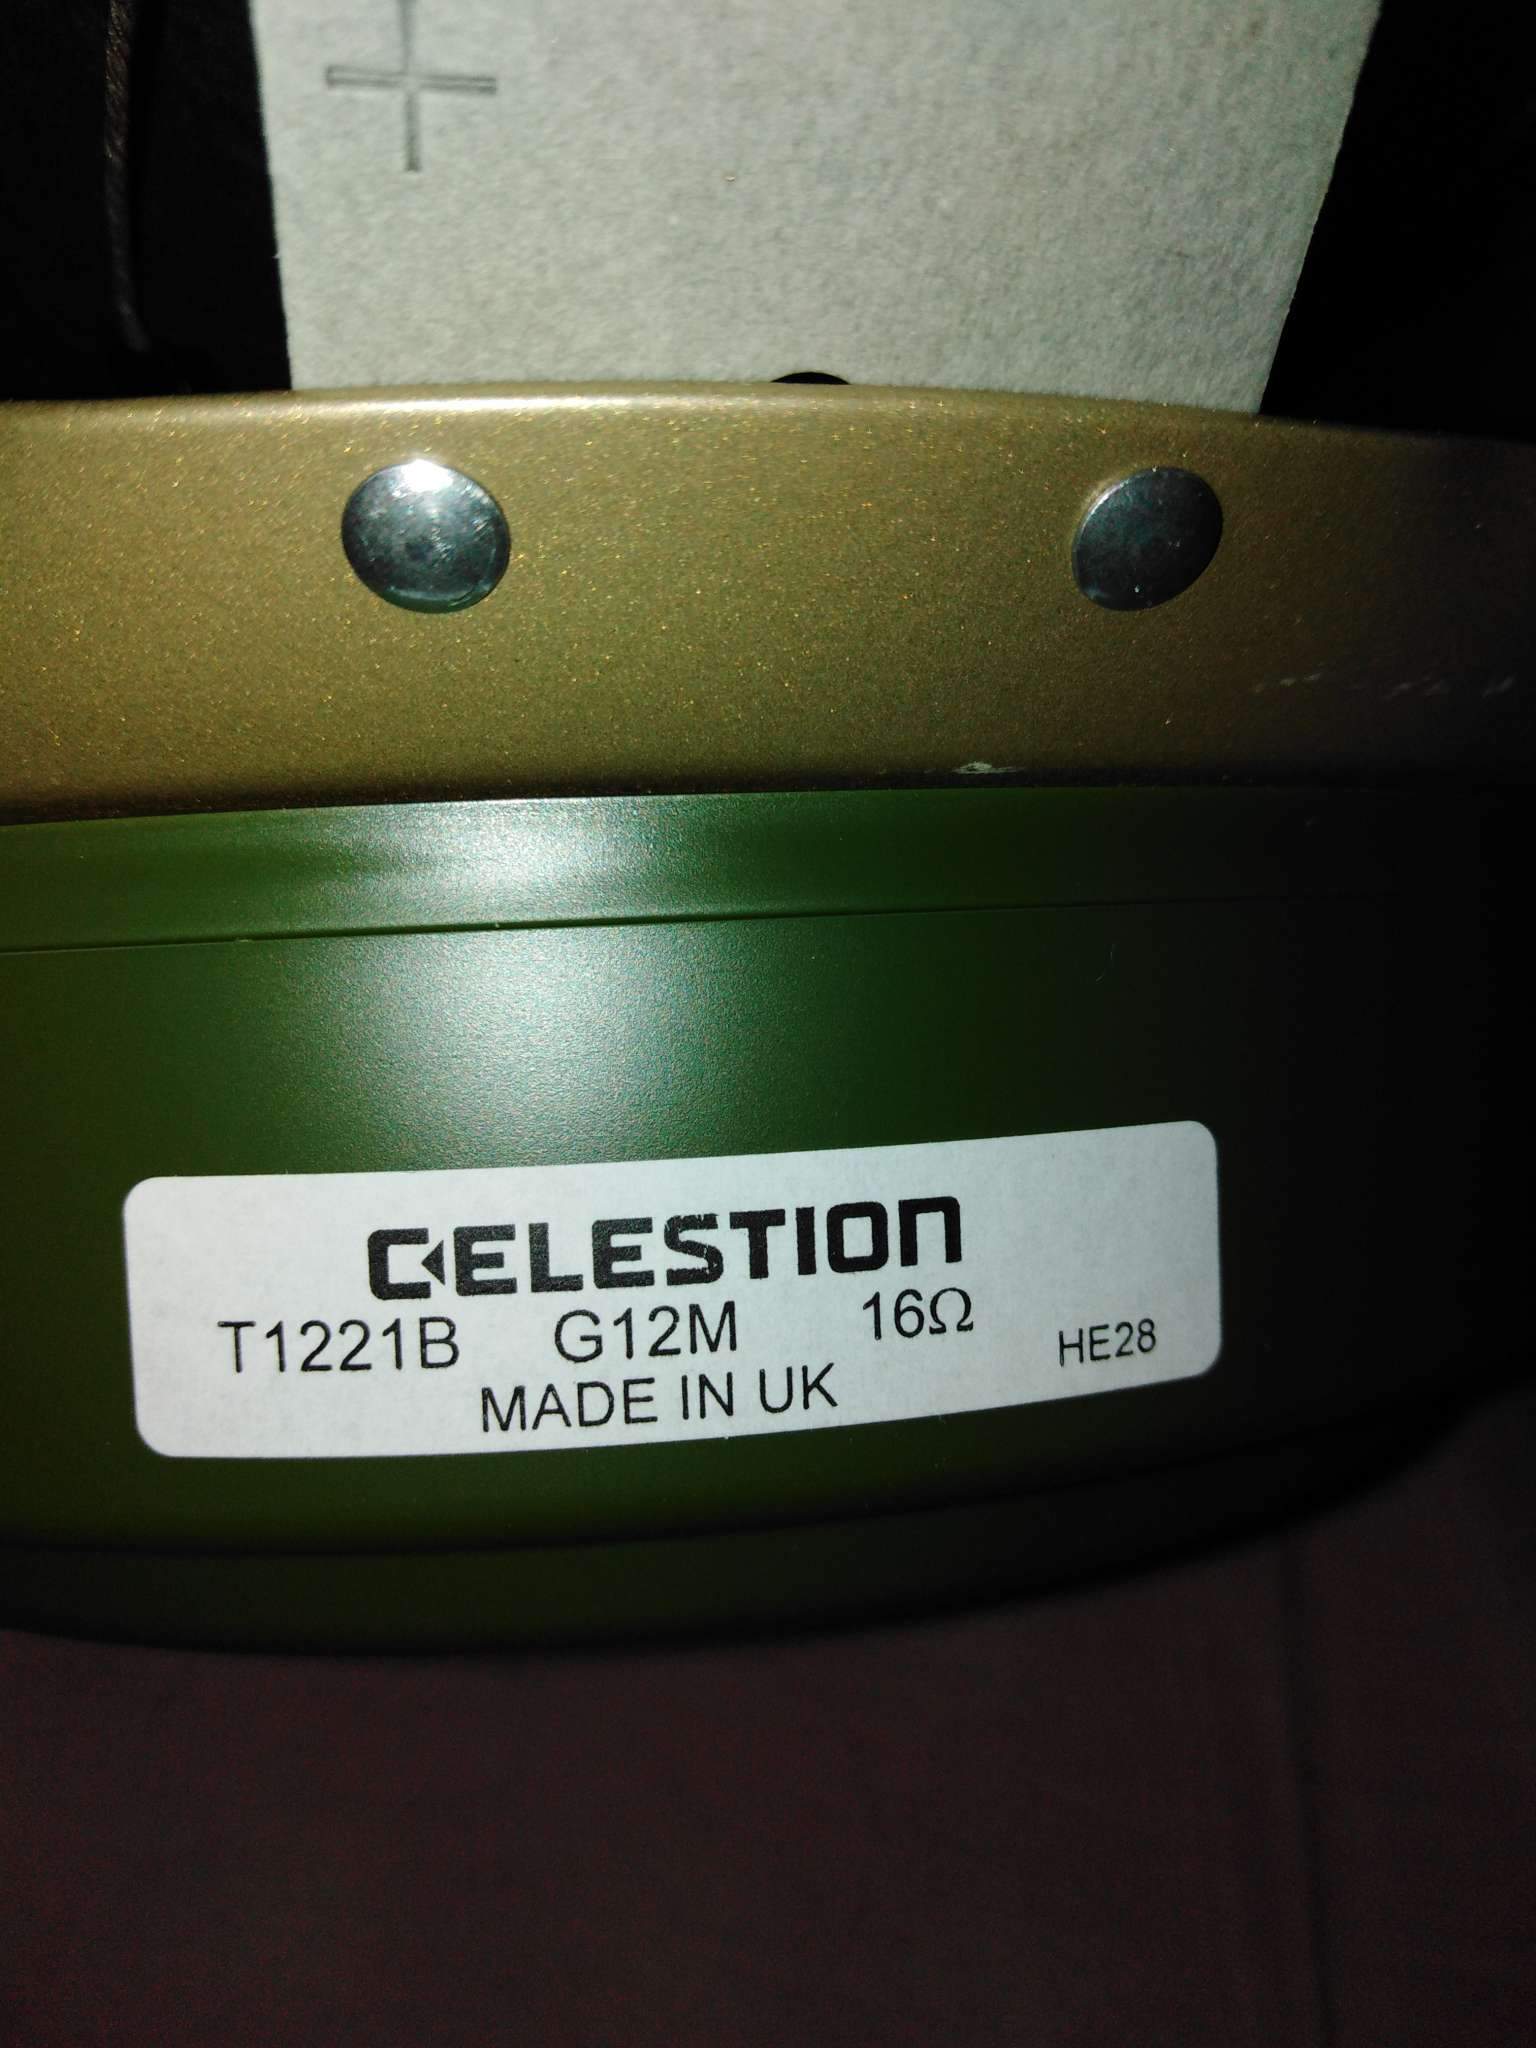 +
CELESTION
T1221B G12M 16Ω HE28
MADE IN UK